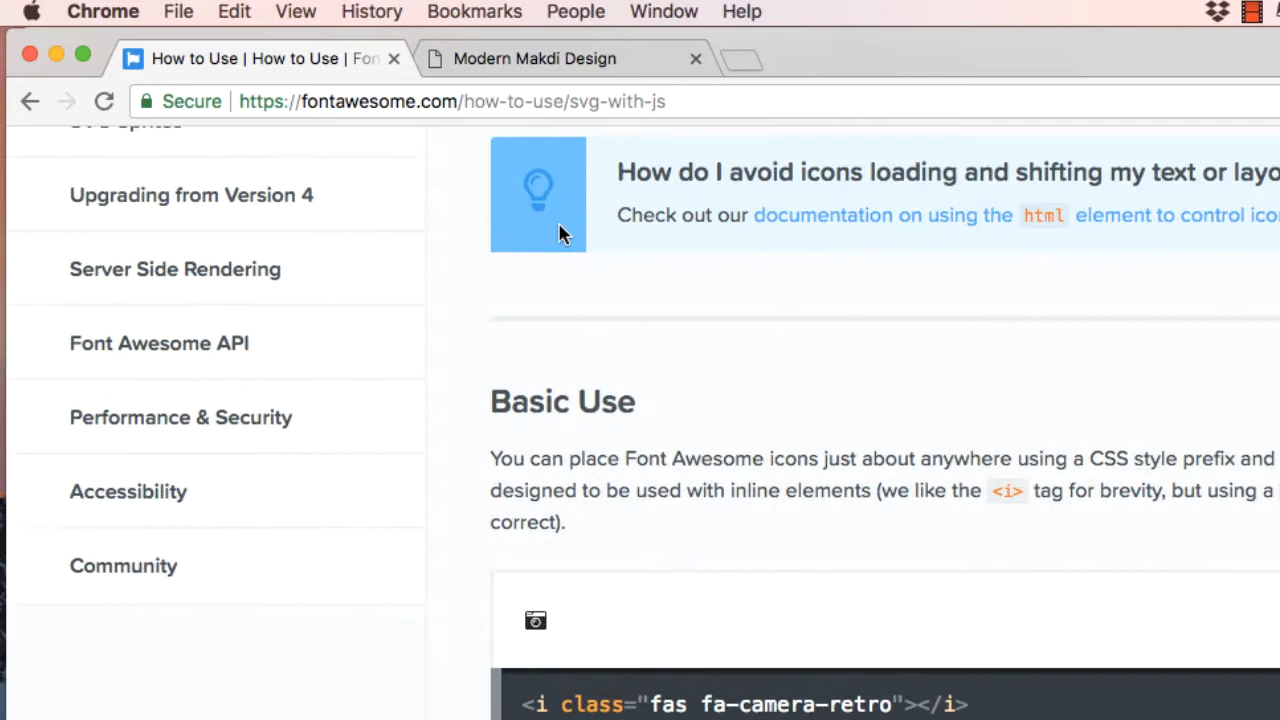 Chrome File Edit View History Bookmarks People Window Help
How to Use | How to Use | Fon
Modern Makdi Design
Secure https://fontawesome.com/how-to-use/svg-with-js
Upgrading from Version 4
Server Side Rendering
Font Awesome API
Performance & Security
Accessibility
Community
How do I avoid icons loading and shifting my text or layo
Check out our documentation on using the html element to control ico
Basic Use
You can place Font Awesome icons just about anywhere using a CSS style prefix and
designed to be used with inline elements (we like the <i> tag for brevity, but using a
correct).
<i class="fas fa-camera-retro"></i>